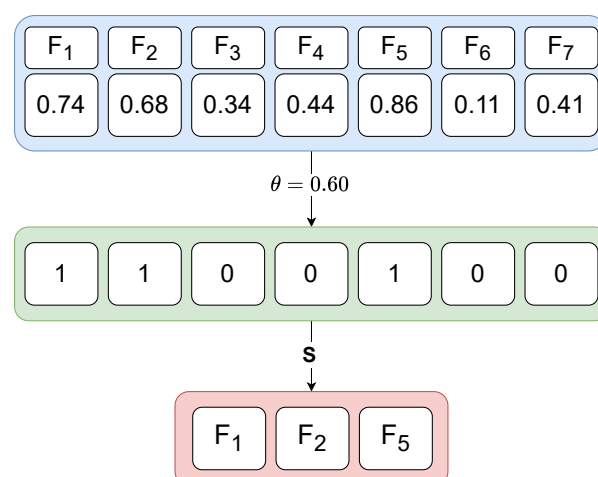 F₁ F₂ F₃ F₄ F₅ F₆ F₇
0.74 0.68 0.34 0.44 0.86 0.11 0.41
θ = 0.60
1 1 0 0 1 0 0
S
F₁ F₂ F₅